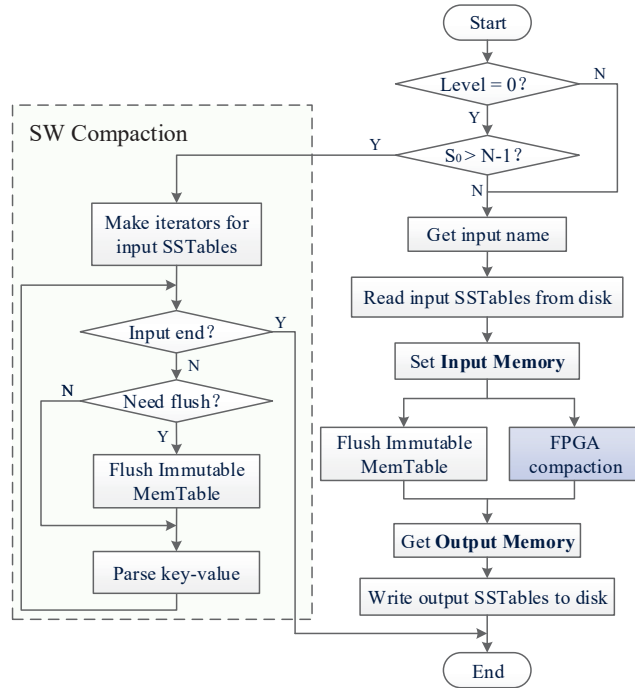 Start
Level = 0?
N
Y
SW Compaction
Y
S₀ > N-1?
N
Make iterators for
input SSTables
Get input name
Read input SSTables from disk
Input end?
Y
N
Set Input Memory
N
Need flush?
Y
Flush Immutable
MemTable
FPGA
compaction
Flush Immutable
MemTable
Get Output Memory
Parse key-value
Write output SSTables to disk
End